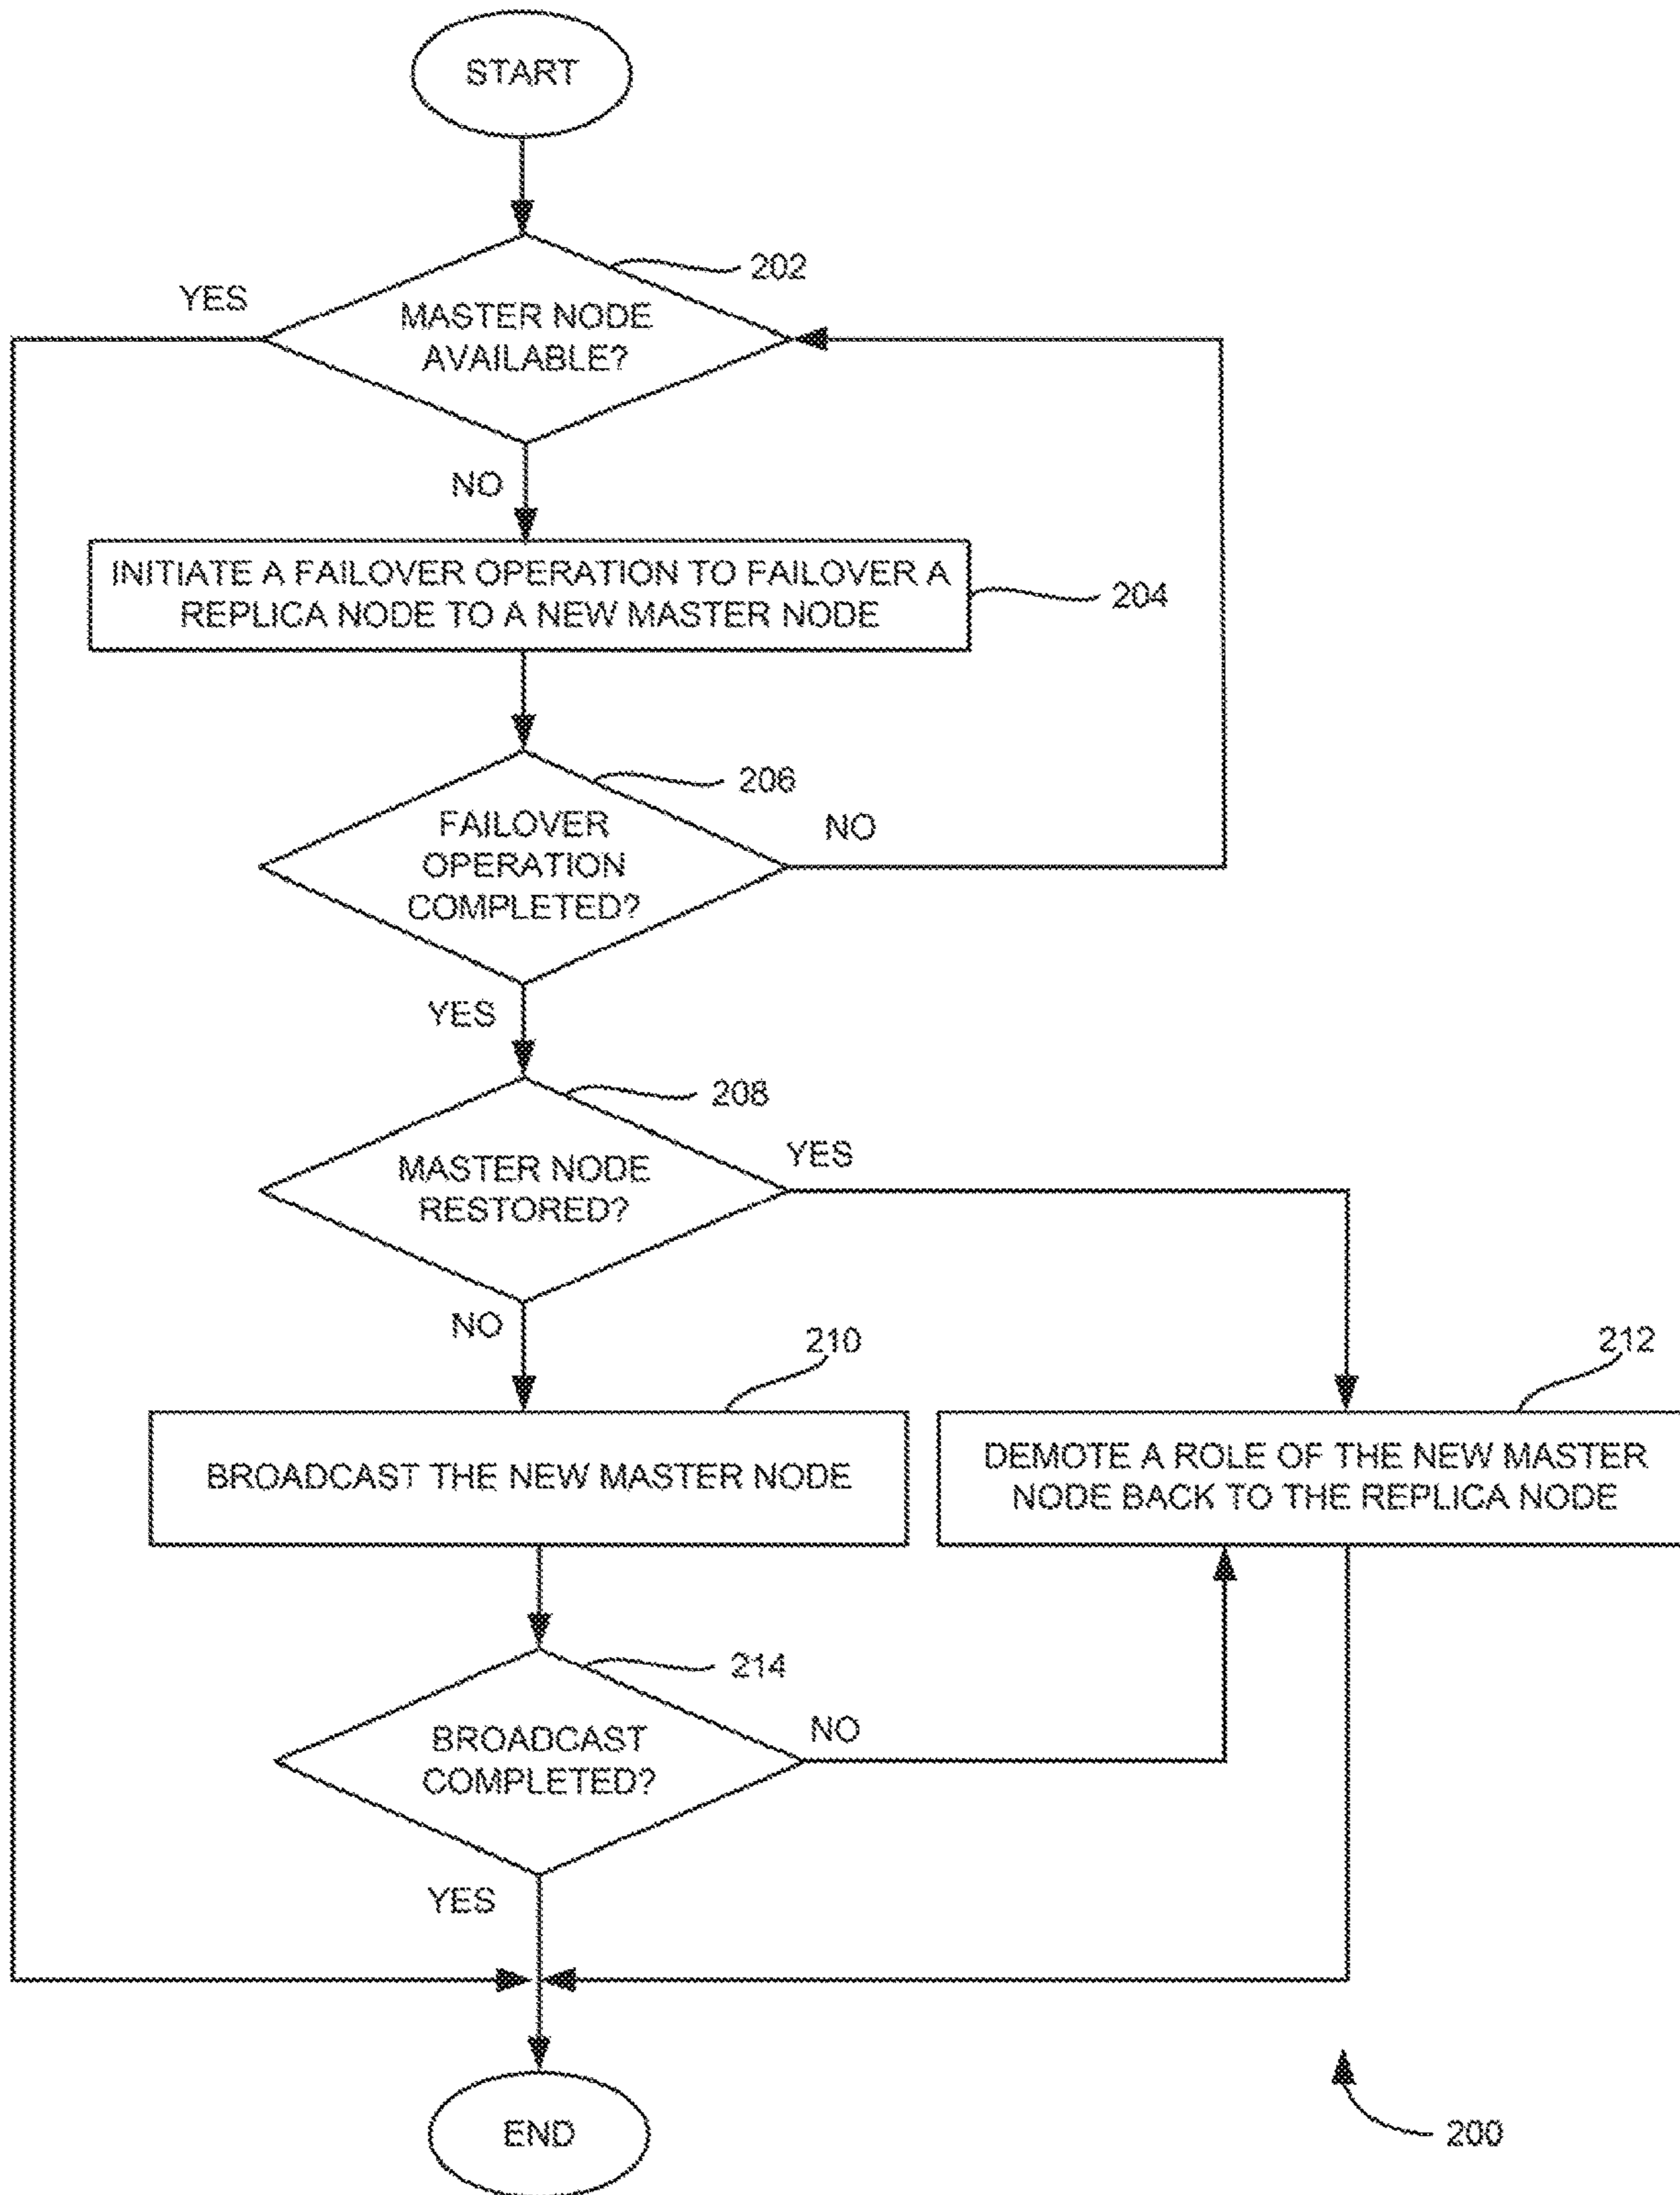 START
202
YES
MASTER NODE
AVAILABLE?
NO
INITIATE A FAILOVER OPERATION TO FAILOVER A
REPLICA NODE TO A NEW MASTER NODE
204
206
FAILOVER
OPERATION
COMPLETED?
NO
YES
208
MASTER NODE
RESTORED?
YES
NO
210
212
BROADCAST THE NEW MASTER NODE
DEMOTE A ROLE OF THE NEW MASTER
NODE BACK TO THE REPLICA NODE
214
BROADCAST
COMPLETED?
NO
YES
END
200